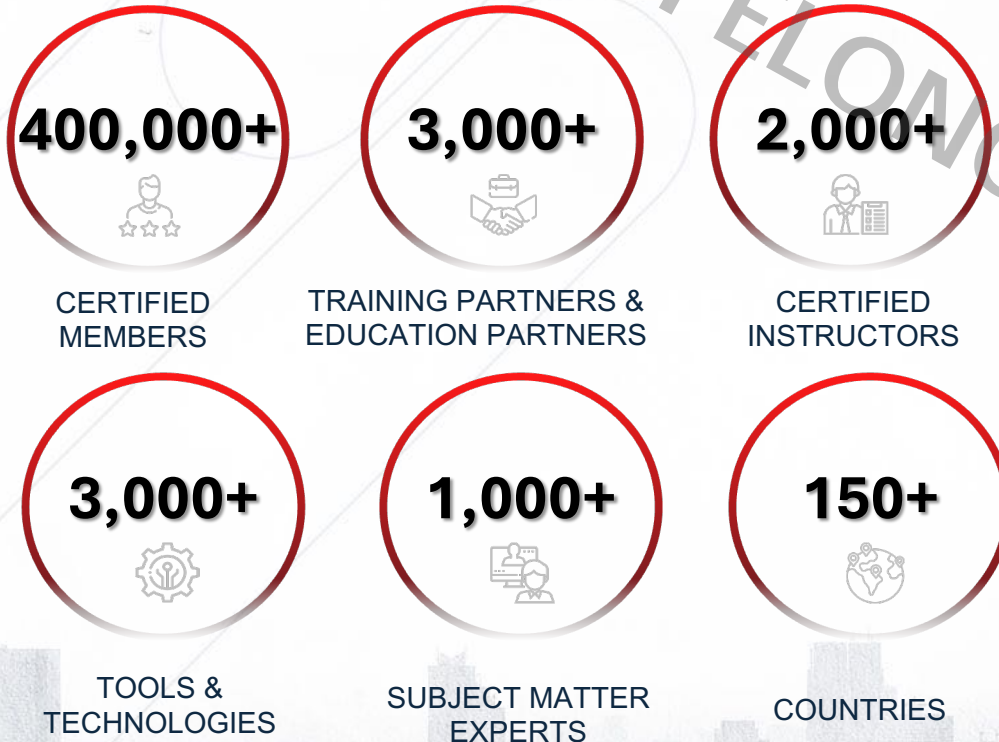 400,000+
3,000+
2,000+
CERTIFIED
MEMBERS
TRAINING PARTNERS &
EDUCATION PARTNERS
CERTIFIED
INSTRUCTORS
3,000+
1,000+
150+
TOOLS &
TECHNOLOGIES
SUBJECT MATTER
EXPERTS
COUNTRIES